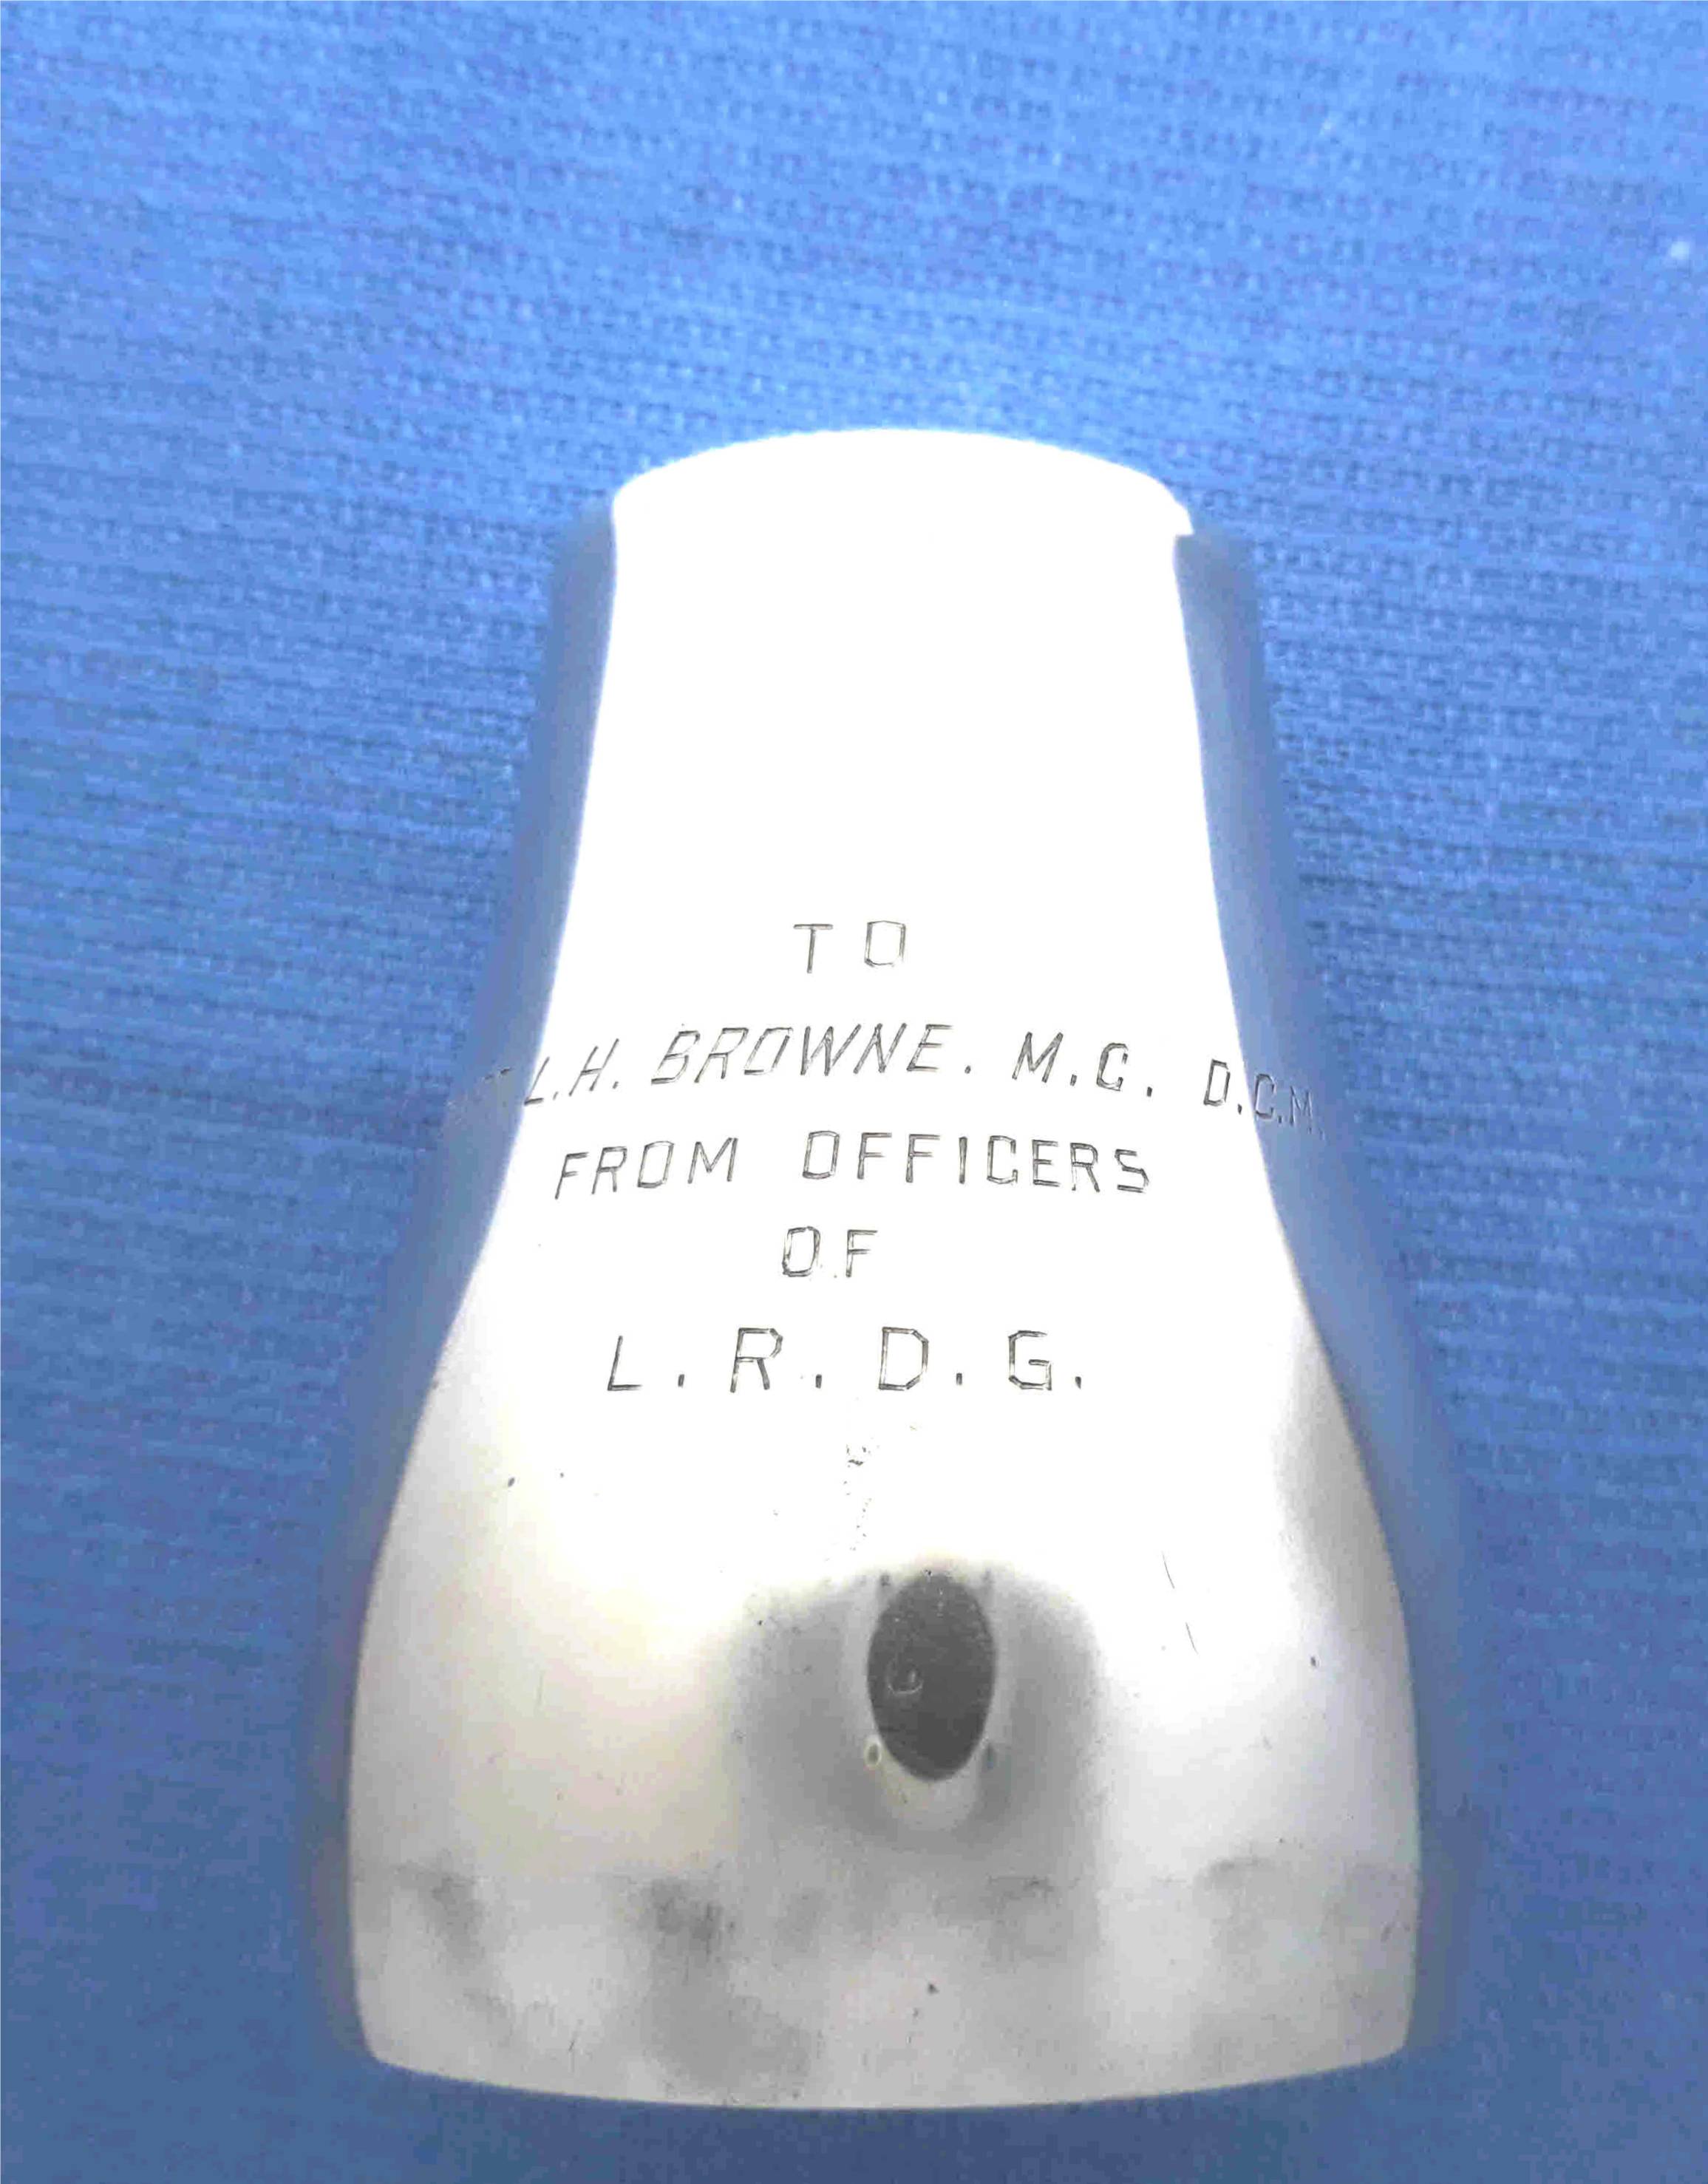 TO
L.H. BROWNE. M.C. D.C.M.
FROM OFFICERS
OF
L.R.D.G.